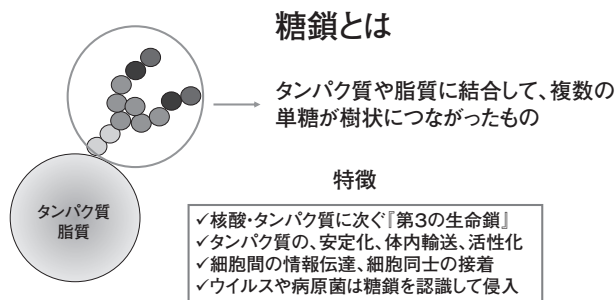 糖鎖とは
タンパク質や脂質に結合して、複数の
単糖が樹状につながったもの
タンパク質
脂質
特徴
✓核酸・タンパク質に次ぐ『第3の生命鎖』
✓タンパク質の、安定化、体内輸送、活性化
✓細胞間の情報伝達、細胞同士の接着
✓ウイルスや病原菌は糖鎖を認識して侵入